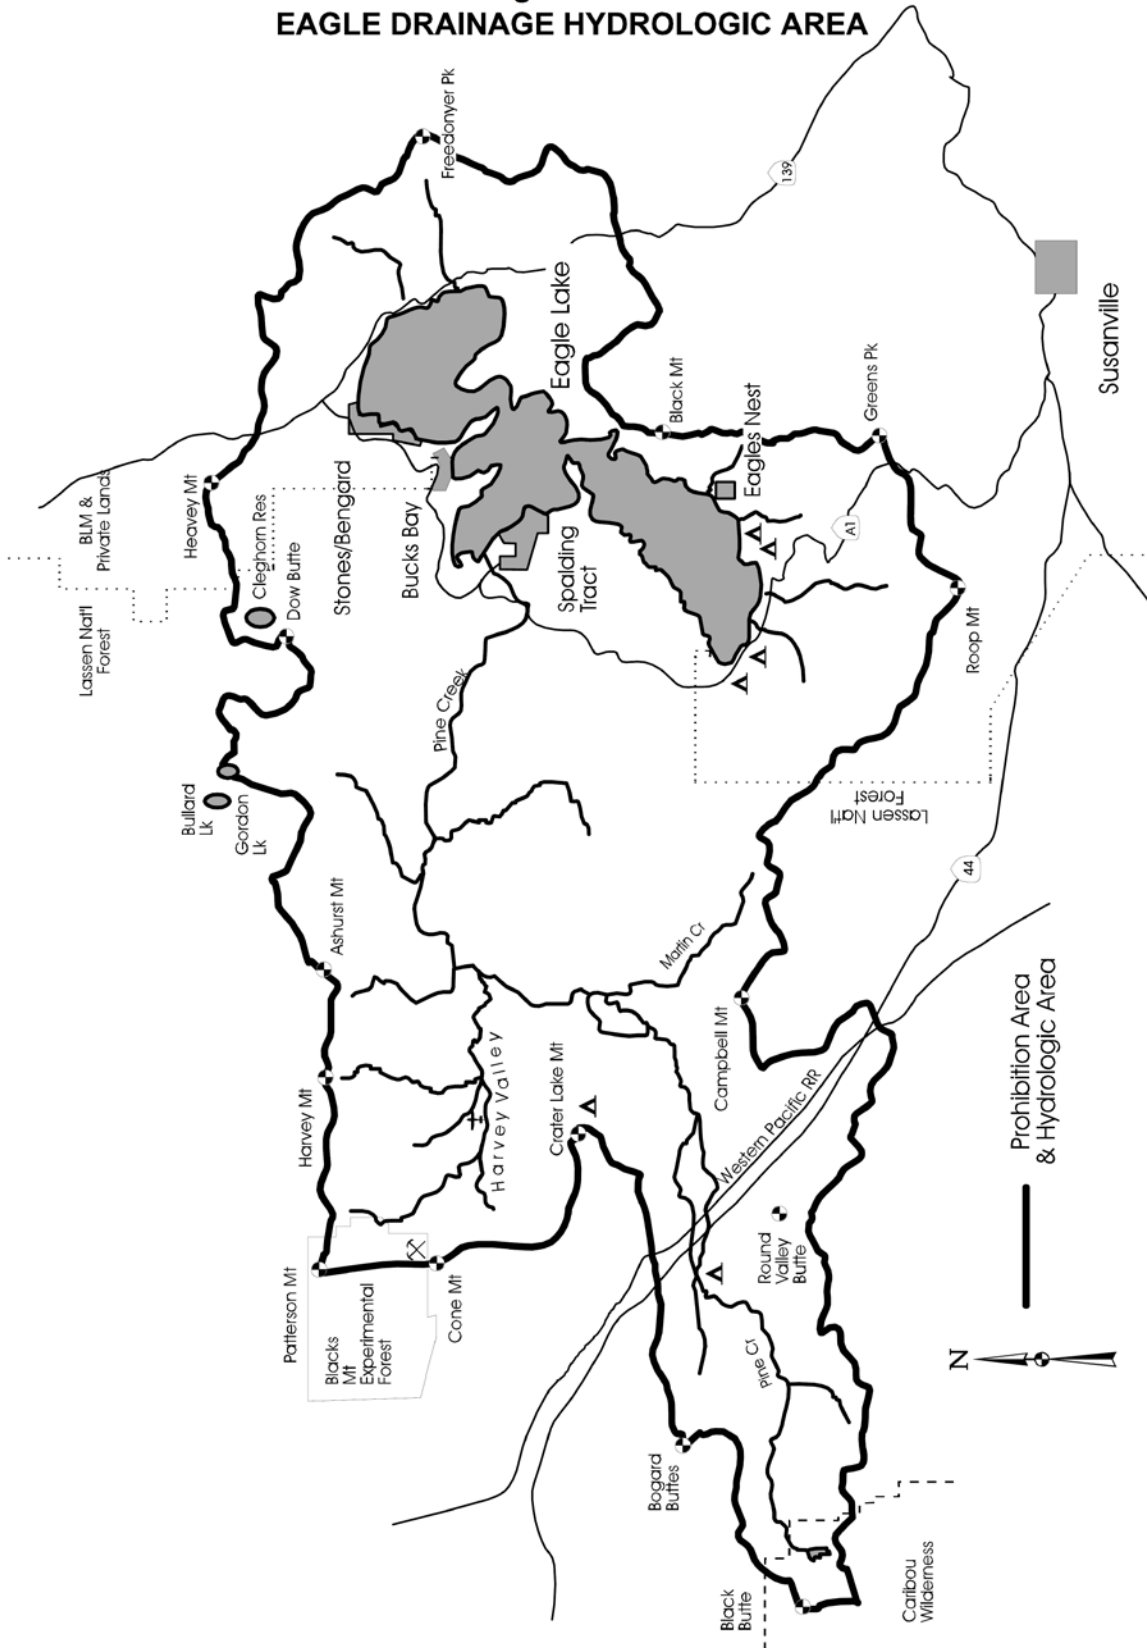 EAGLE DRAINAGE HYDROLOGIC AREA
Freedonyer Pk
139
Eagle Lake
Susanville
BLM &
Private Lands
Heavey Mt
Cleghorn Res
Dow Butte
Stones/Bengard
Bucks Bay
Spalding
Tract
Black Mt
Eagles Nest
Greens Pk
A1
Lassen Nat'l
Forest
Roop Mt
Pine Creek
Bullard
Lk
Gordon
Lk
Lassen Nat'l
Forest
44
Ashurst Mt
Martin Cr
Campbell Mt
Harvey Mt
Harvey Valley
Crater Lake Mt
Western Pacific RR
Prohibition Area
& Hydrologic Area
Patterson Mt
Blacks
Mt
Experimental
Forest
Cone Mt
Round
Valley
Butte
N
Pine Cr
Bogard
Buttes
Black
Butte
Caribou
Wilderness